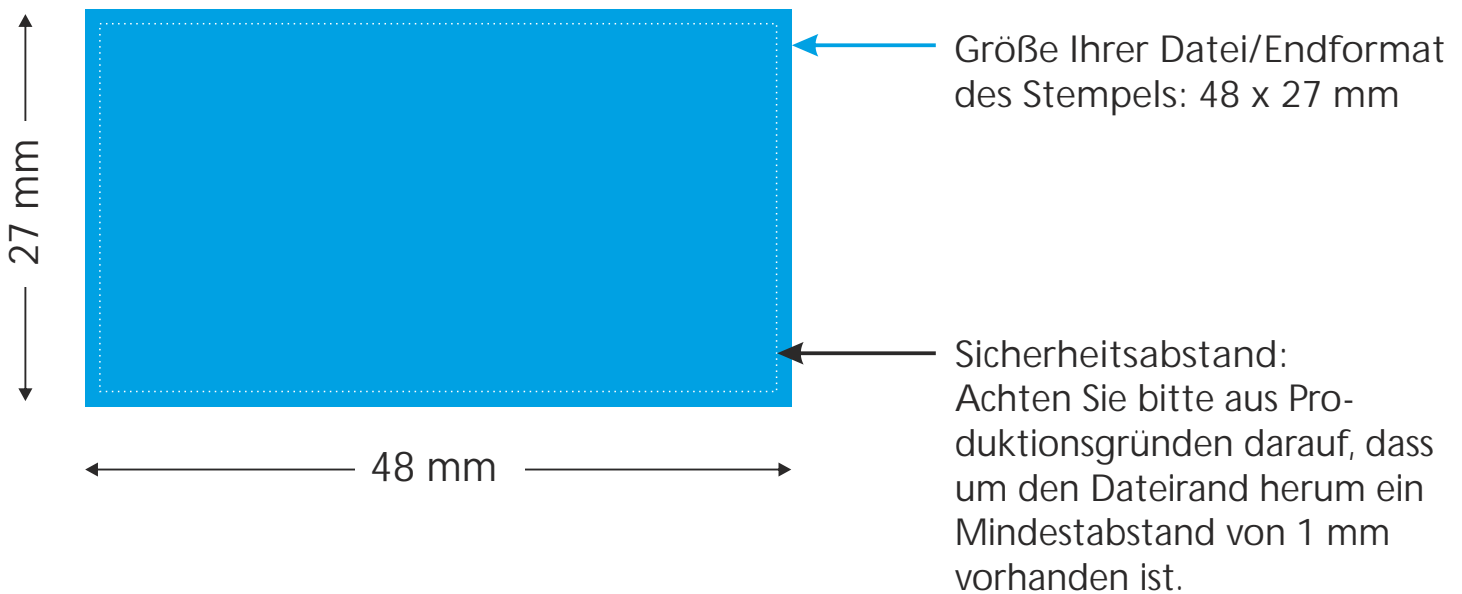 27 mm
48 mm
Größe Ihrer Datei/Endformat
des Stempels: 48 x 27 mm
Sicherheitsabstand:
Achten Sie bitte aus Pro-
duktionsgründen darauf, dass
um den Dateirand herum ein
Mindestabstand von 1 mm
vorhanden ist.